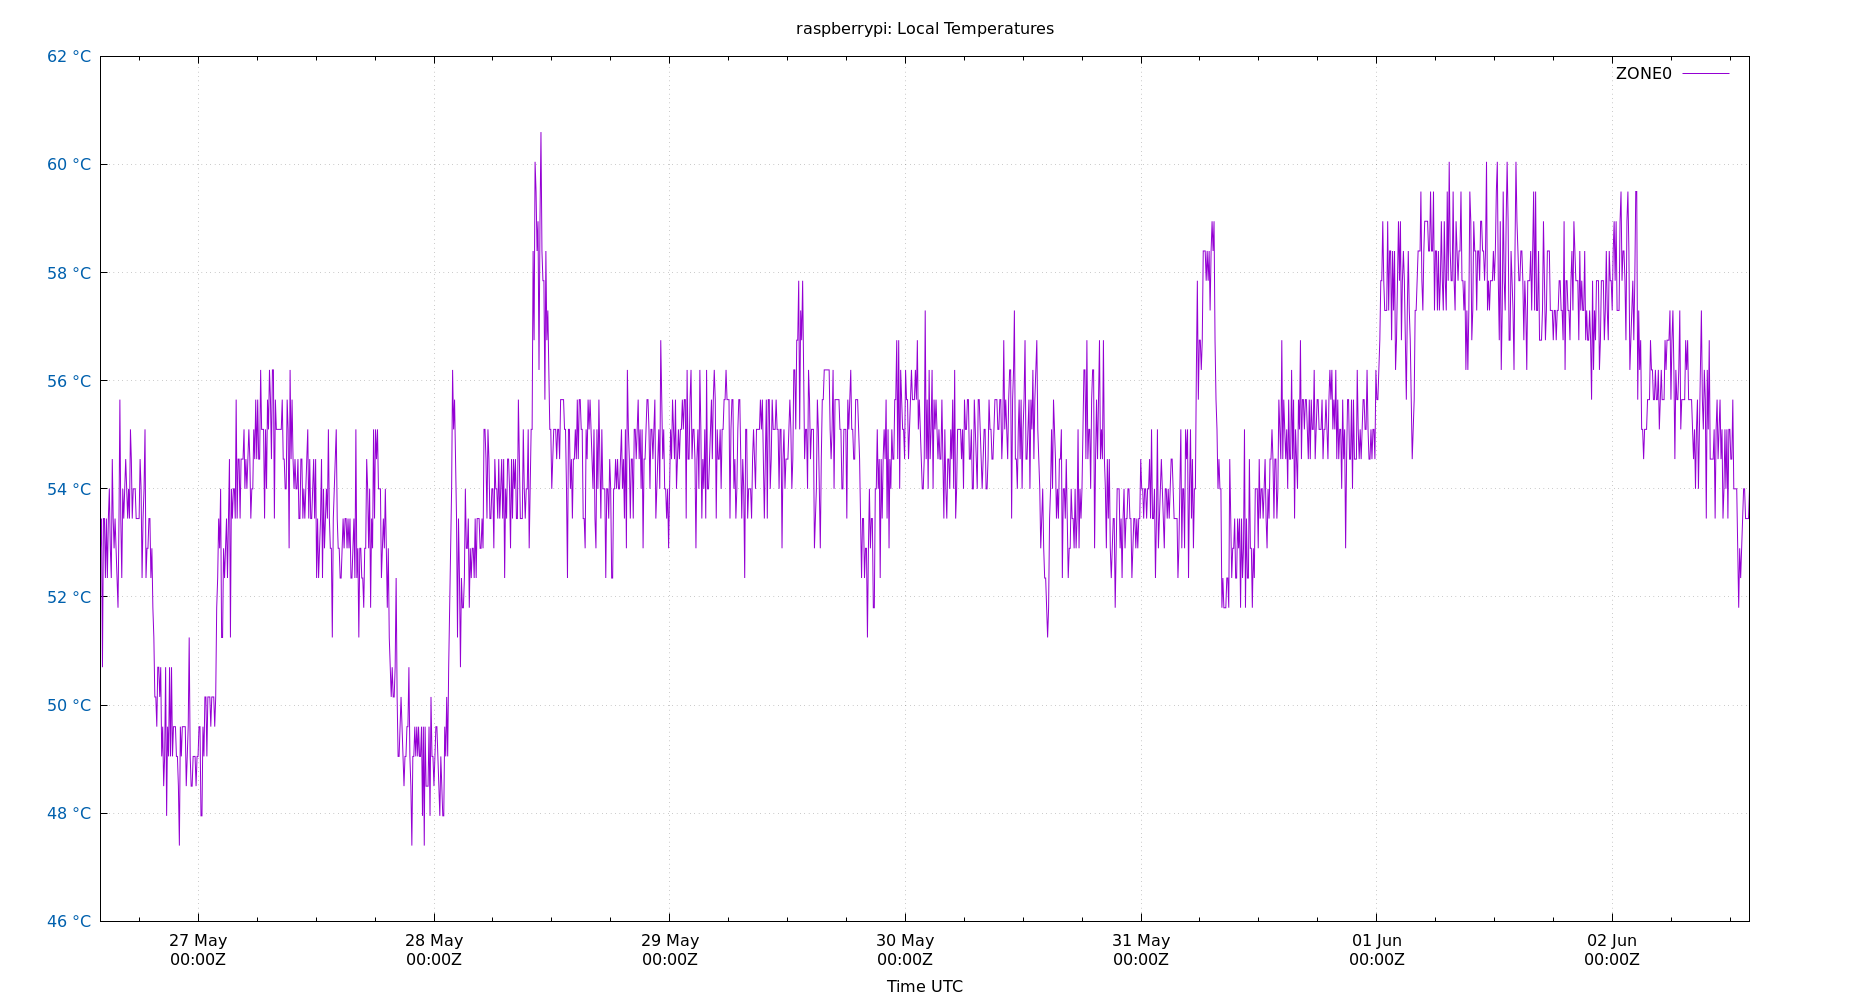 raspberrypi: Local Temperatures
62 °C
ZONE0
60 °C
58 °C
56 °C
54 °C
52 °C
50 °C
48 °C
46 °C
27 May 28 May 29 May 30 May 31 May 01 Jun 02 Jun
00:00Z 00:00Z 00:00Z 00:00Z 00:00Z 00:00Z 00:00Z
Time UTC